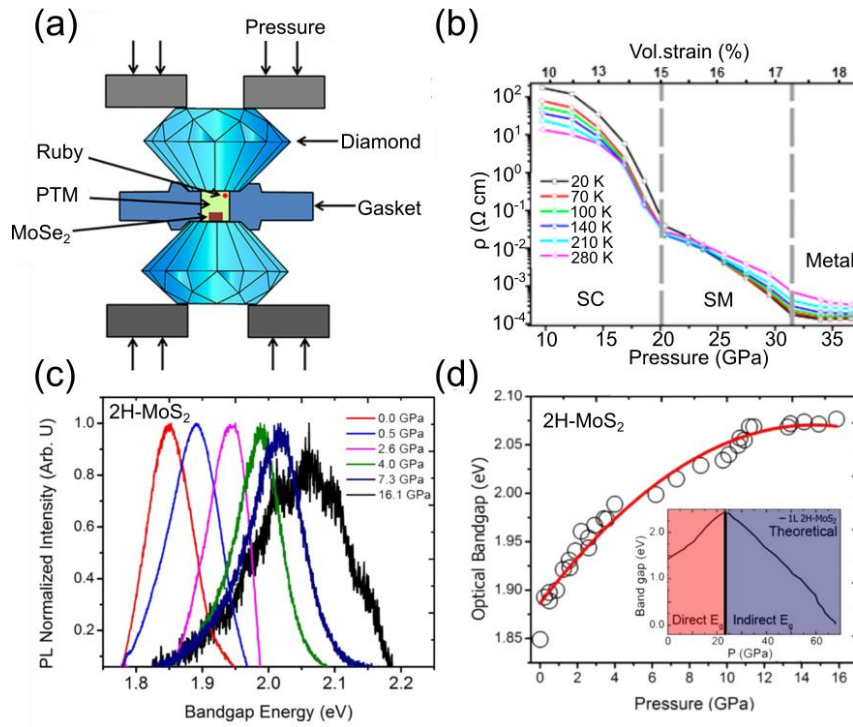 (a)
Pressure
Diamond
Ruby
PTM
Gasket
MoSe2
(b)
Vol.strain (%)
10 13 15 16 17 18
10^2
10^1
10^0
10^-1
10^-2
10^-3
10^-4
ρ (Ω cm)
20 K
70 K
100 K
140 K
210 K
280 K
SC
SM
Metal
10 15 20 25 30 35
Pressure (GPa)
(c)
2H-MoS2
1.0
0.8
0.6
0.4
0.2
PL Normalized Intensity (Arb. U)
0.0 GPa
0.5 GPa
2.6 GPa
4.0 GPa
7.3 GPa
16.1 GPa
1.8 1.9 2.0 2.1 2.2
Bandgap Energy (eV)
(d)
2H-MoS2
2.10
2.05
2.00
1.95
1.90
1.85
Optical Bandgap (eV)
1L 2H-MoS2
Theoretical
2.0
1.0
0.0
Band gap (eV)
Direct Eg
Indirect Eg
0 20 40 60
P (GPa)
0 2 4 6 8 10 12 14 16
Pressure (GPa)